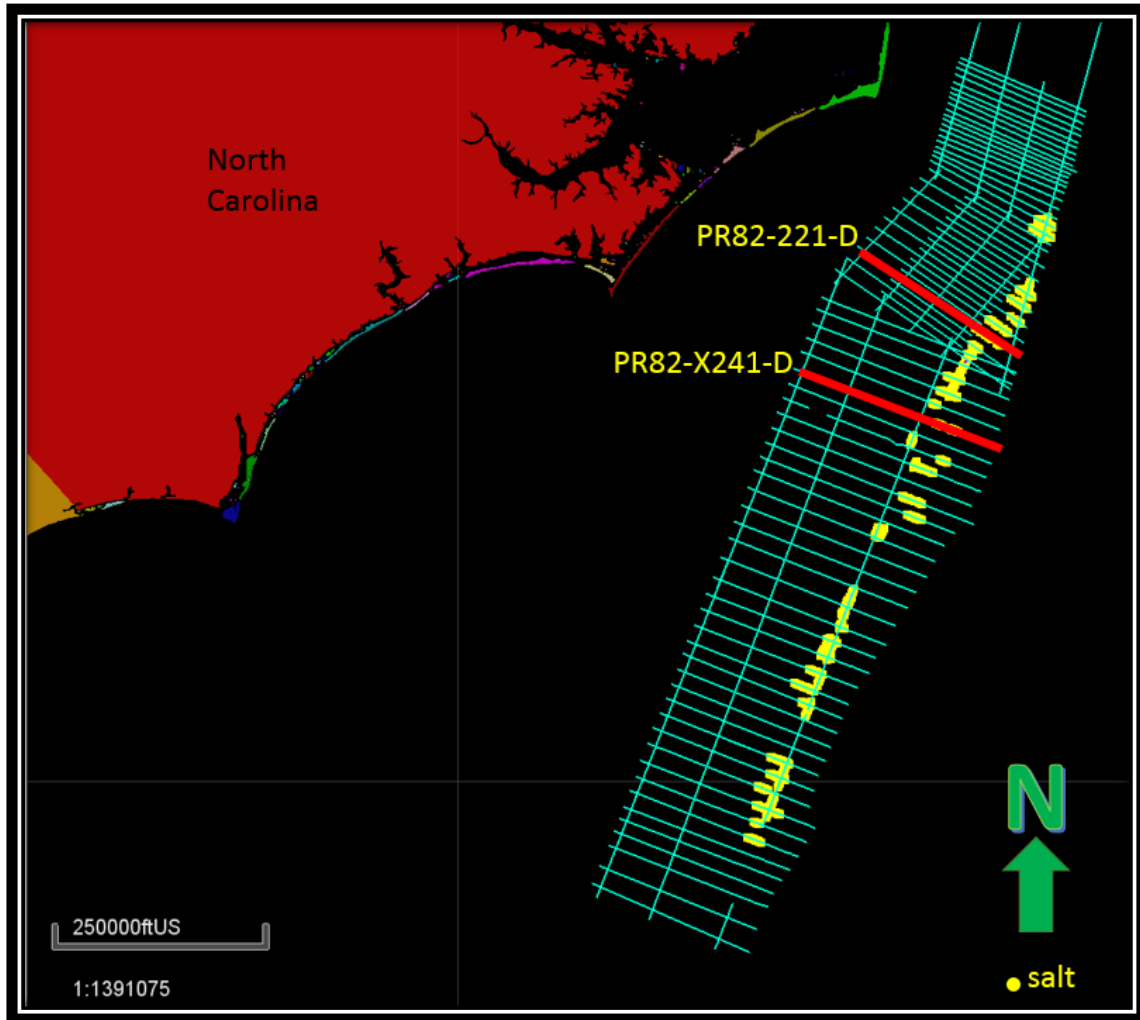 North
Carolina
PR82-221-D
PR82-X241-D
N
250000ftUS
1:1391075
salt